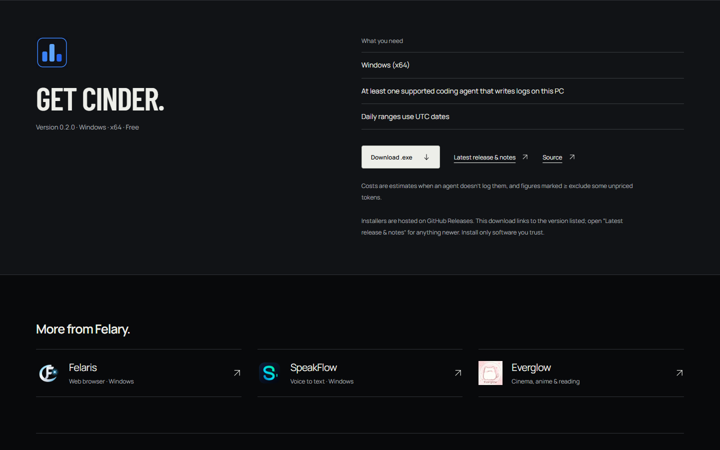 GET CINDER.
Version 0.2.0 · Windows · x64 · Free
What you need
Windows (x64)
At least one supported coding agent that writes logs on this PC
Daily ranges use UTC dates
Download .exe
Latest release & notes
Source
Costs are estimates when an agent doesn't log them, and figures marked ≥ exclude some unpriced
tokens.
Installers are hosted on GitHub Releases. This download links to the version listed; open "Latest
release & notes" for anything newer. Install only software you trust.
More from Felary.
Felaris
Web browser · Windows
SpeakFlow
Voice to text · Windows
Everglow
Cinema, anime & reading